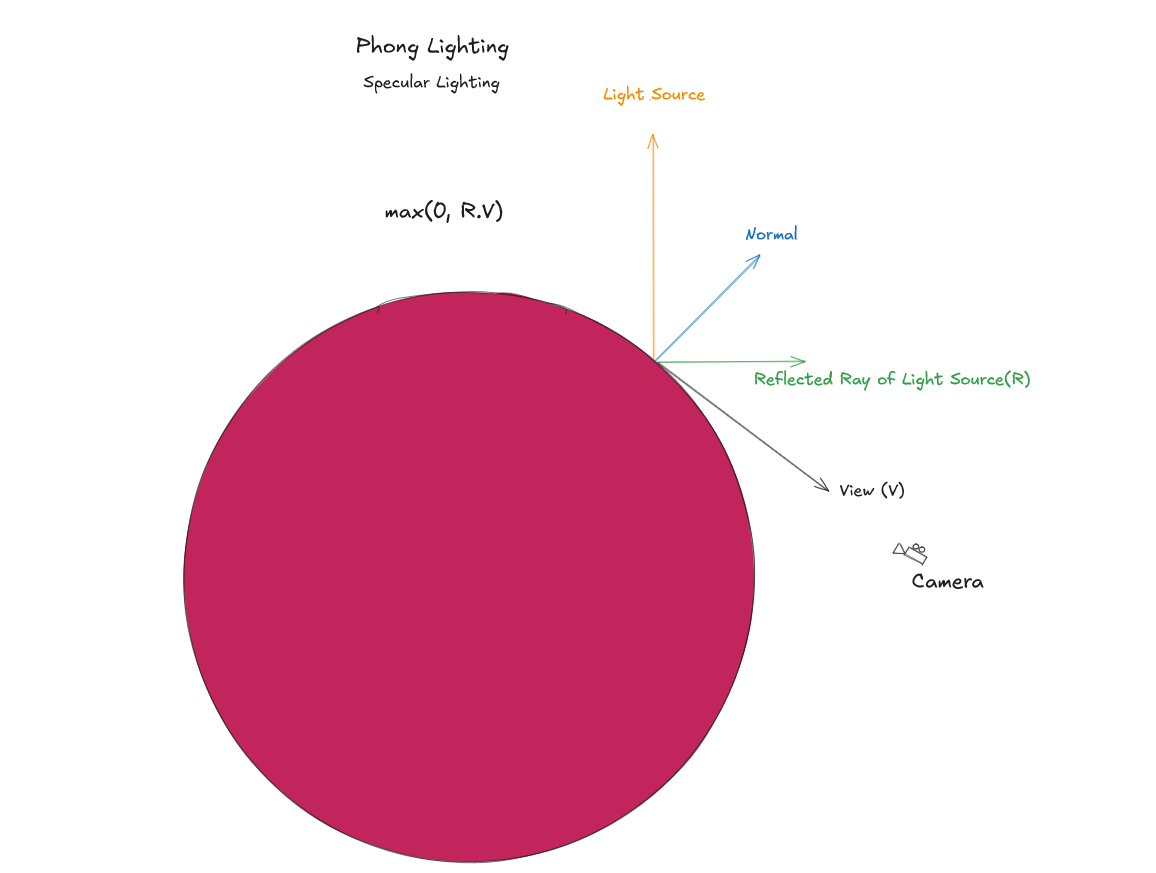 Phong Lighting
Specular Lighting
Light Source
max(0, R.V)
Normal
Reflected Ray of Light Source(R)
View (V)
Camera